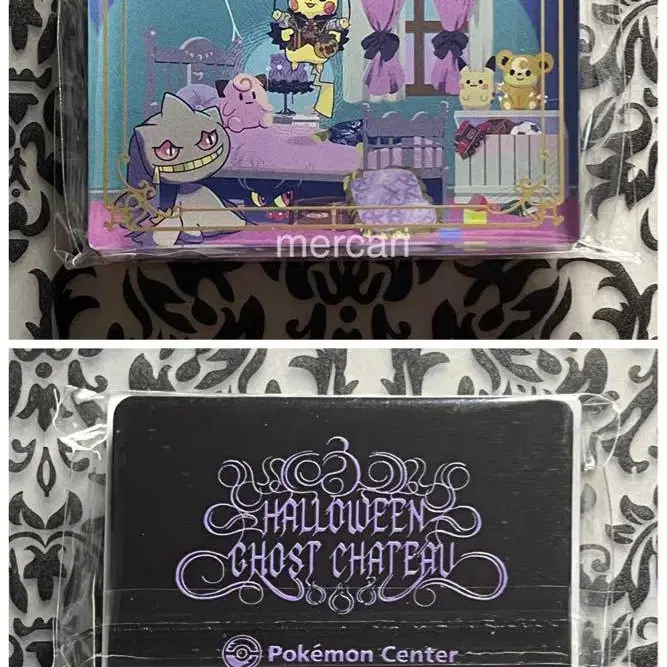 mercari
HALLOWEEN
GHOST CHATEAU
Pokémon Center